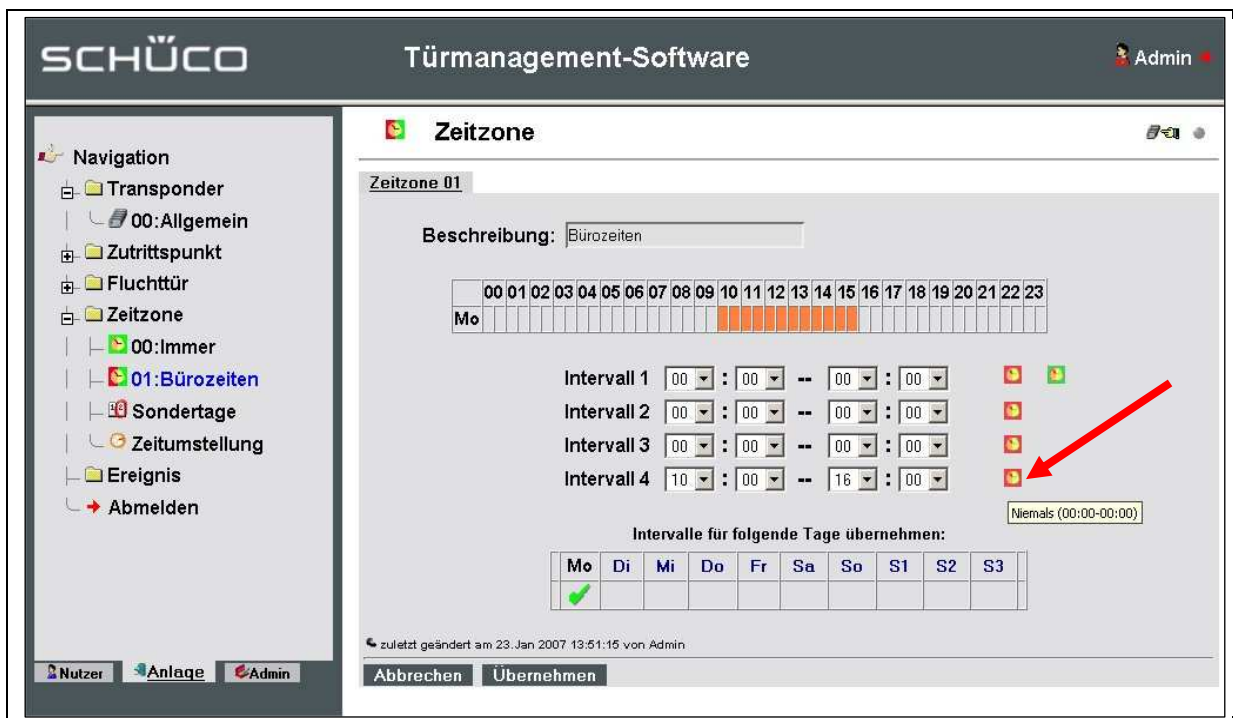 SCHÜCO Türmanagement-Software Admin
Navigation
Transponder
00:Allgemein
Zutrittspunkt
Fluchttür
Zeitzone
00:Immer
01:Bürozeiten
Sondertage
Zeitumstellung
Ereignis
Abmelden
Nutzer Anlage Admin
Zeitzone
Zeitzone 01
Beschreibung: Bürozeiten
00 01 02 03 04 05 06 07 08 09 10 11 12 13 14 15 16 17 18 19 20 21 22 23
Mo
Intervall 1 00 : 00 -- 00 : 00
Intervall 2 00 : 00 -- 00 : 00
Intervall 3 00 : 00 -- 00 : 00
Intervall 4 10 : 00 -- 16 : 00
Niemals (00:00-00:00)
Intervalle für folgende Tage übernehmen:
Mo Di Mi Do Fr Sa So S1 S2 S3
zuletzt geändert am 23.Jan 2007 13:51:15 von Admin
Abbrechen Übernehmen